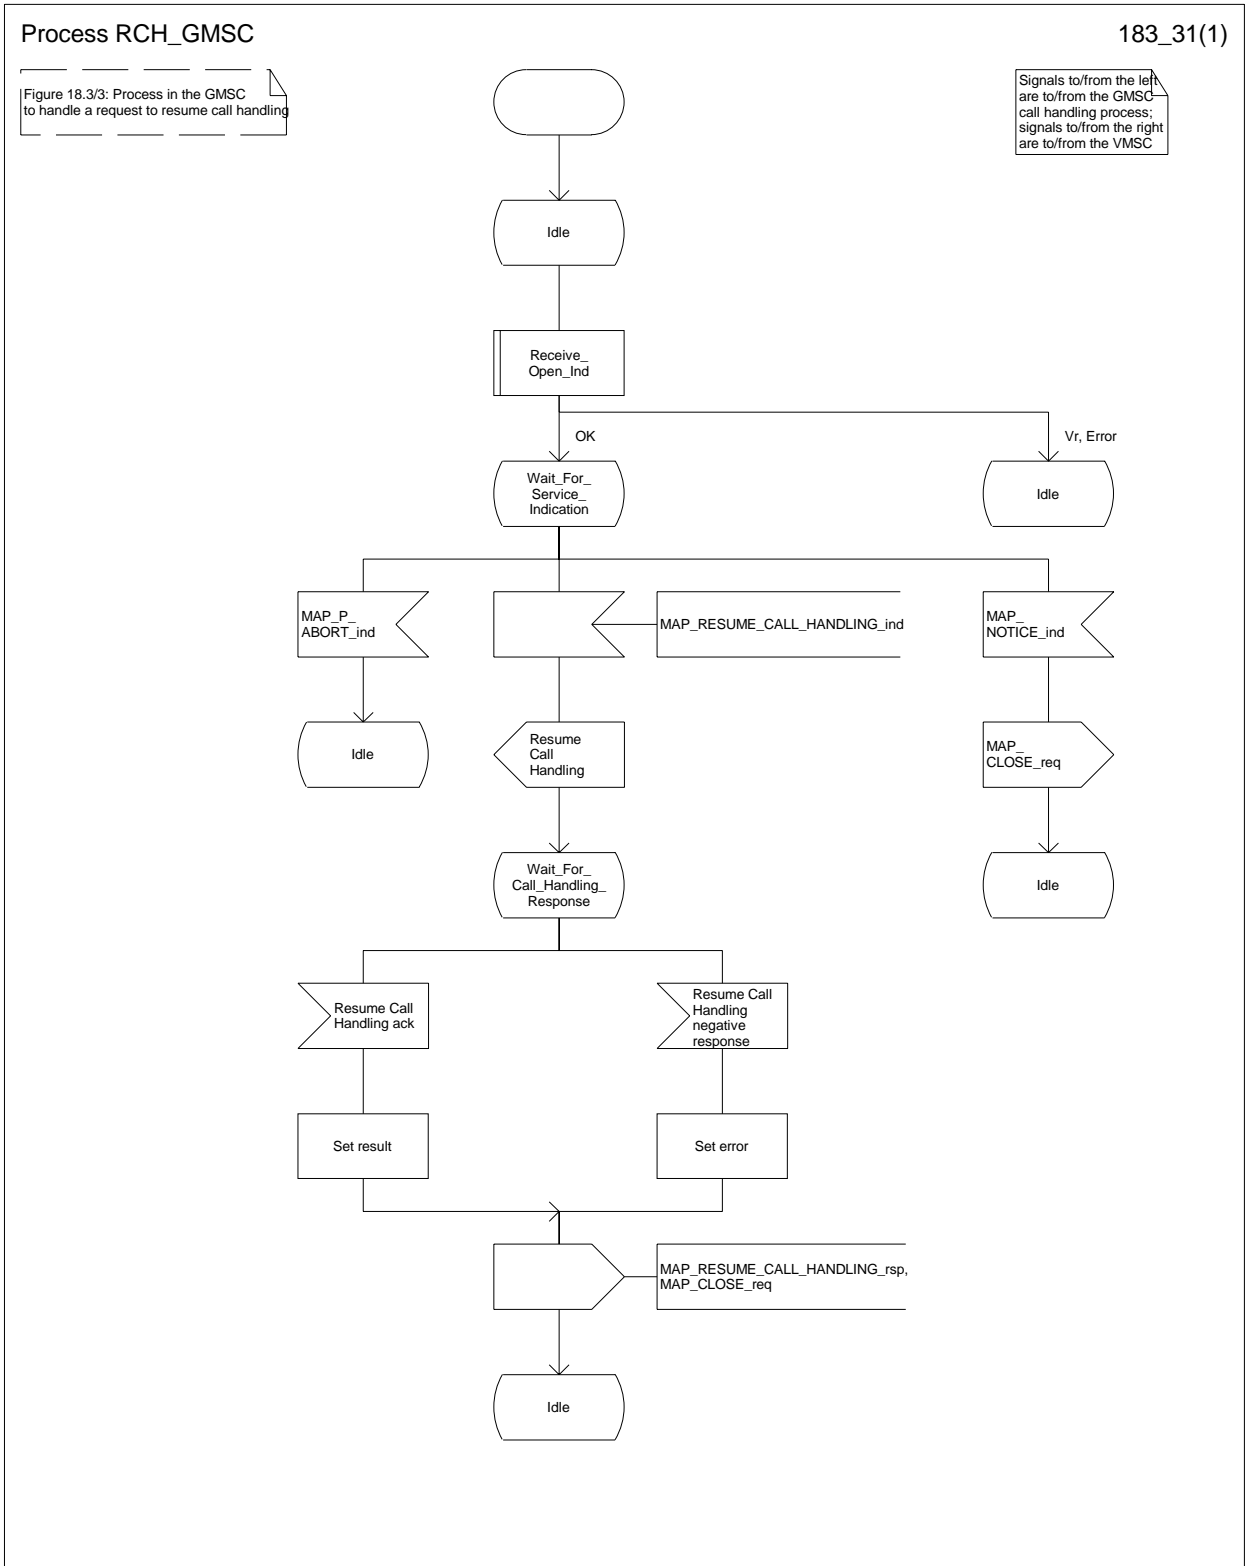 Process RCH_GMSC
183_31(1)
Figure 18.3/3: Process in the GMSC
to handle a request to resume call handling
Signals to/from the left
are to/from the GMSC
call handling process;
signals to/from the right
are to/from the VMSC
Idle
Receive_
Open_Ind
OK
Vr, Error
Wait_For_
Service_
Indication
Idle
MAP_P_
ABORT_ind
MAP_RESUME_CALL_HANDLING_ind
MAP_
NOTICE_ind
Idle
Resume
Call
Handling
MAP_
CLOSE_req
Wait_For_
Call_Handling_
Response
Idle
Resume Call
Handling ack
Resume Call
Handling
negative
response
Set result
Set error
MAP_RESUME_CALL_HANDLING_rsp,
MAP_CLOSE_req
Idle